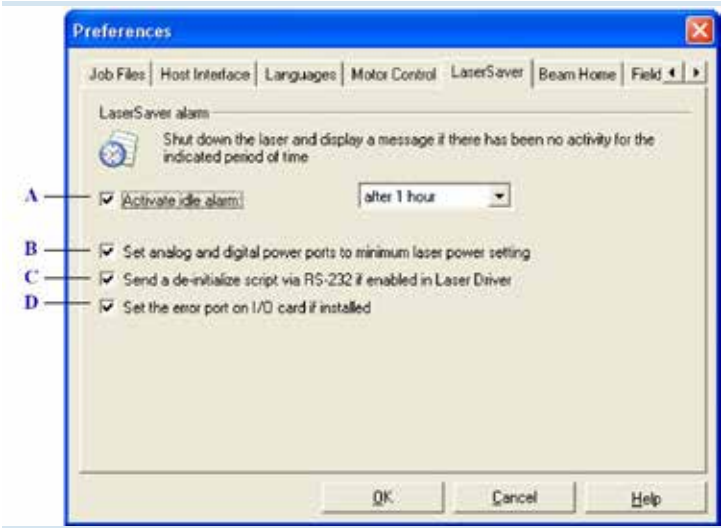 Preferences
Job Files Host Interface Languages Motor Control LaserSaver Beam Home Field
LaserSaver alarm
Shut down the laser and display a message if there has been no activity for the
indicated period of time
A Activate idle alarm: after 1 hour
B Set analog and digital power ports to minimum laser power setting
C Send a de-initialize script via RS-232 if enabled in Laser Driver
D Set the error port on I/O card if installed
OK Cancel Help